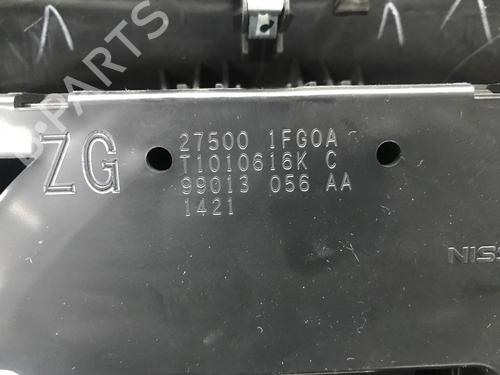 ZG
27500 1FG0A
T1010616K C
99013 056 AA
1421
NISS
B-PARTS